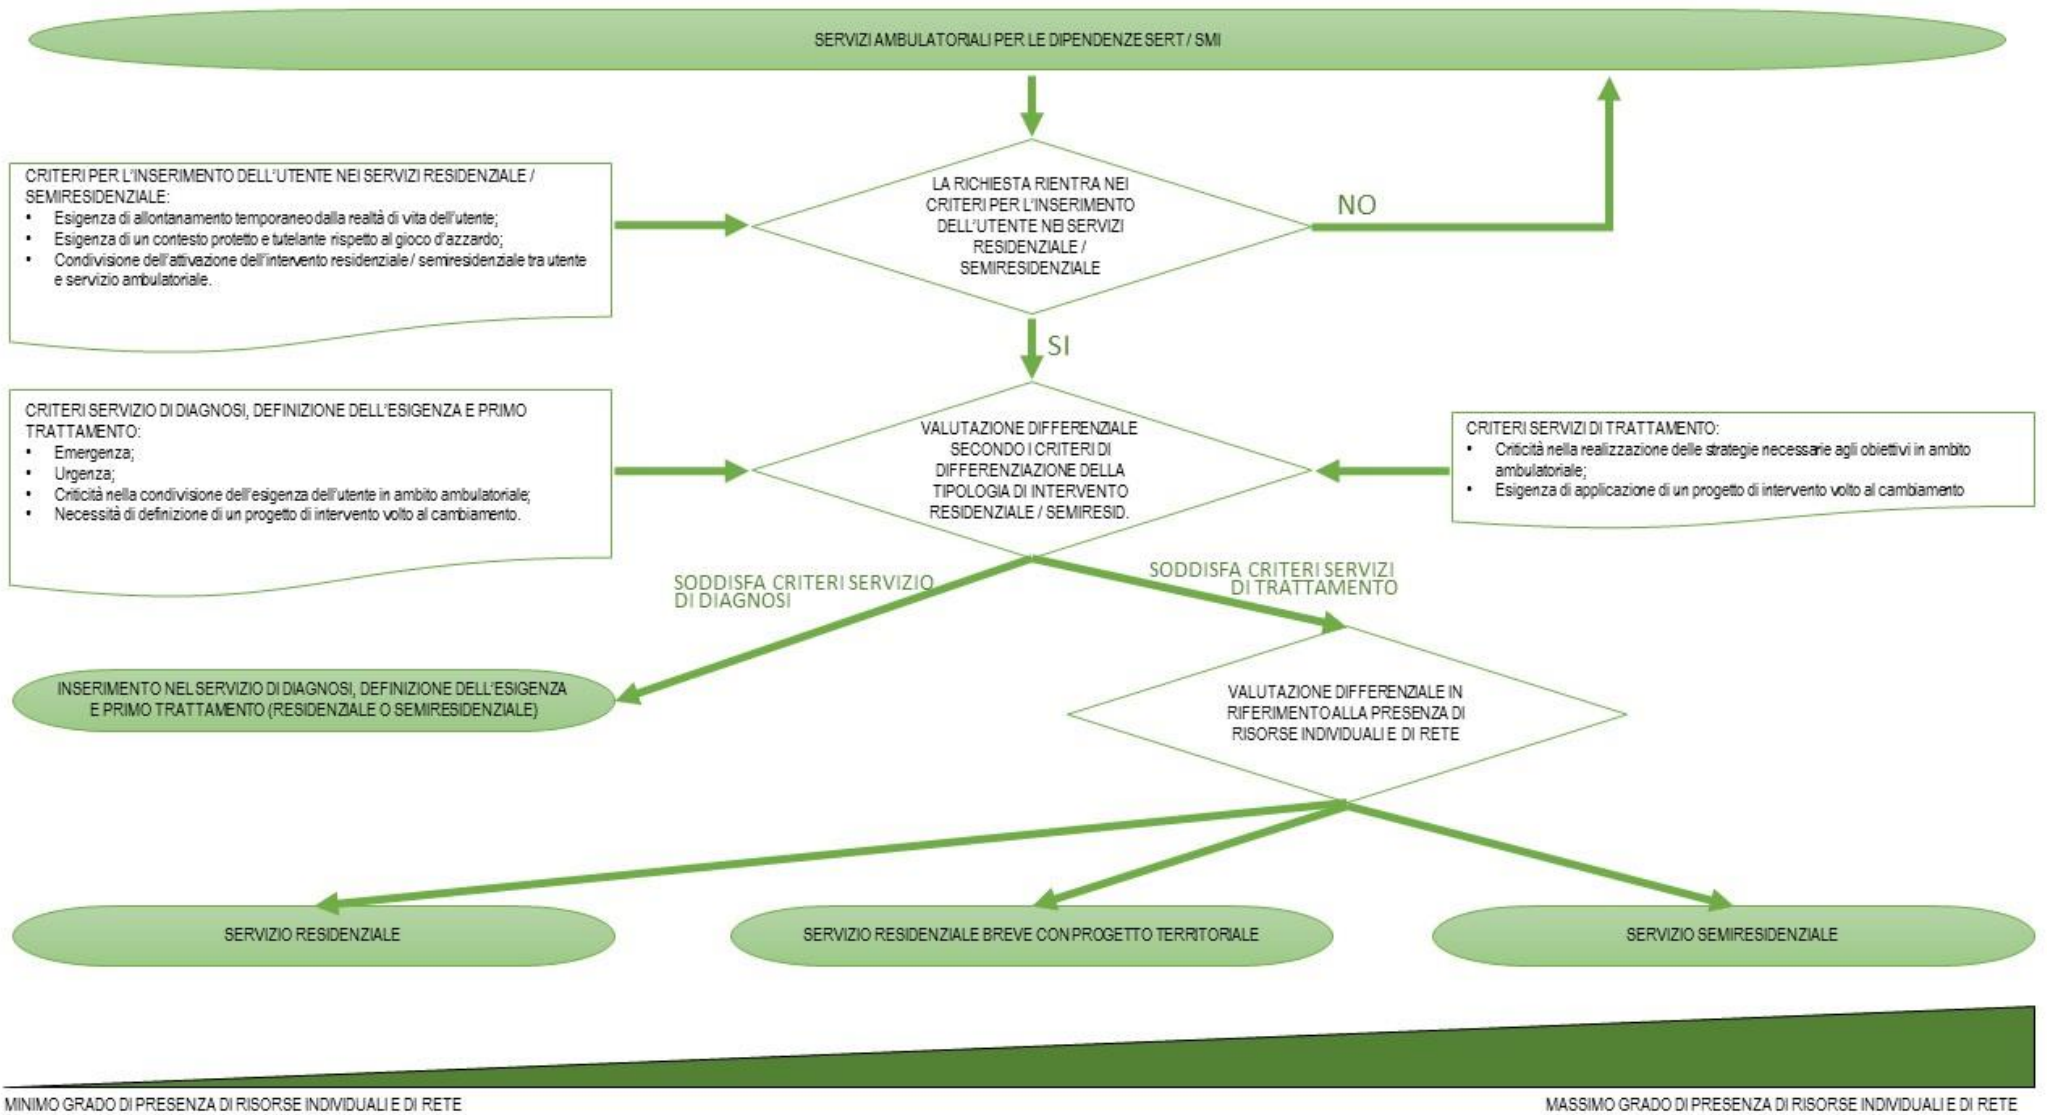 SERVIZI AMBULATORIALI PER LE DIPENDENZE SERT / SMI
CRITERI PER L'INSERIMENTO DELL'UTENTE NEI SERVIZI RESIDENZIALE /
SEMIRESIDENZIALE:
• Esigenza di allontanamento temporaneo dalla realtà di vita dell'utente;
• Esigenza di un contesto protetto e tutelante rispetto al gioco d'azzardo;
• Condivisione dell'attivazione dell'intervento residenziale / semiresidenziale tra utente
e servizio ambulatoriale.
LA RICHIESTA RIENTRA NEI
CRITERI PER L'INSERIMENTO
DELL'UTENTE NEI SERVIZI
RESIDENZIALE /
SEMIRESIDENZIALE
NO
SI
CRITERI SERVIZIO DI DIAGNOSI, DEFINIZIONE DELL'ESIGENZA E PRIMO
TRATTAMENTO:
• Emergenza;
• Urgenza;
• Criticità nella condivisione dell'esigenza dell'utente in ambito ambulatoriale;
• Necessità di definizione di un progetto di intervento volto al cambiamento.
VALUTAZIONE DIFFERENZIALE
SECONDO I CRITERI DI
DIFFERENZIAZIONE DELLA
TIPOLOGIA DI INTERVENTO
RESIDENZIALE / SEMIRESID.
CRITERI SERVIZI DI TRATTAMENTO:
• Criticità nella realizzazione delle strategie necessarie agli obiettivi in ambito
ambulatoriale;
• Esigenza di applicazione di un progetto di intervento volto al cambiamento
SODDISFA CRITERI SERVIZIO
DI DIAGNOSI
SODDISFA CRITERI SERVIZI
DI TRATTAMENTO
INSERIMENTO NEL SERVIZIO DI DIAGNOSI, DEFINIZIONE DELL'ESIGENZA
E PRIMO TRATTAMENTO (RESIDENZIALE O SEMIRESIDENZIALE)
VALUTAZIONE DIFFERENZIALE IN
RIFERIMENTO ALLA PRESENZA DI
RISORSE INDIVIDUALI E DI RETE
SERVIZIO RESIDENZIALE
SERVIZIO RESIDENZIALE BREVE CON PROGETTO TERRITORIALE
SERVIZIO SEMIRESIDENZIALE
MINIMO GRADO DI PRESENZA DI RISORSE INDIVIDUALI E DI RETE
MASSIMO GRADO DI PRESENZA DI RISORSE INDIVIDUALI E DI RETE